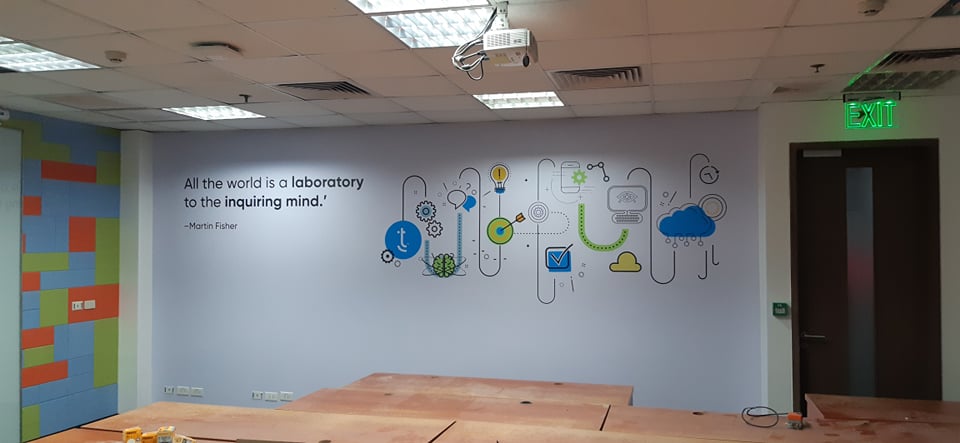 All the world is a laboratory
to the inquiring mind.’
–Martin Fisher
t
EXIT